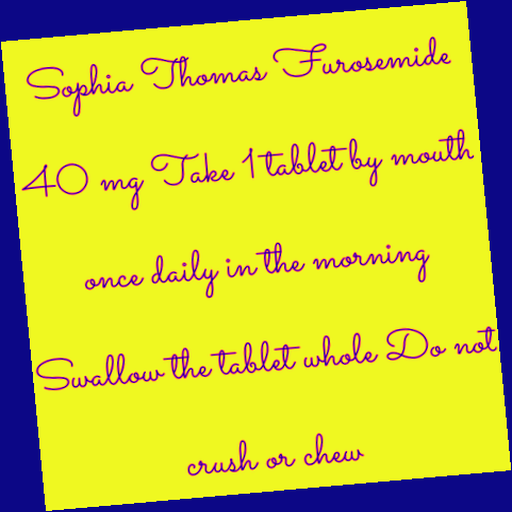 Sophia Thomas Furosemide
40 mg Take 1 tablet by mouth
once daily in the morning
Swallow the tablet whole Do not
crush or chew